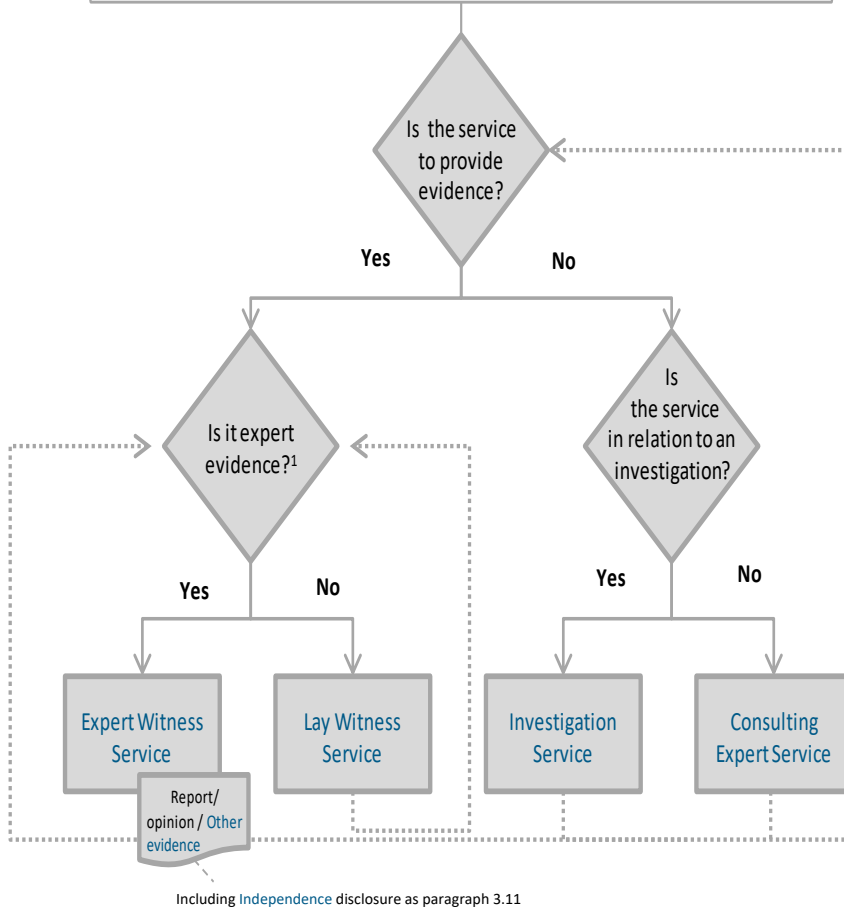 Is the service
to provide
evidence?
Yes
No
Is it expert
evidence?¹
Is
the service
in relation to an
investigation?
Yes
No
Yes
No
Expert Witness
Service
Lay Witness
Service
Investigation
Service
Consulting
Expert Service
Report/
opinion / Other
evidence
Including Independence disclosure as paragraph 3.11